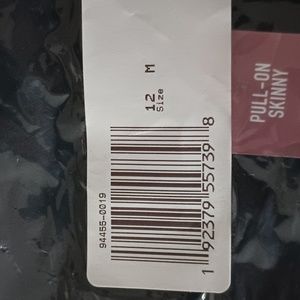 12 M
Size
94455-0019
1 92379 55739 8
PULL-ON
SKINNY